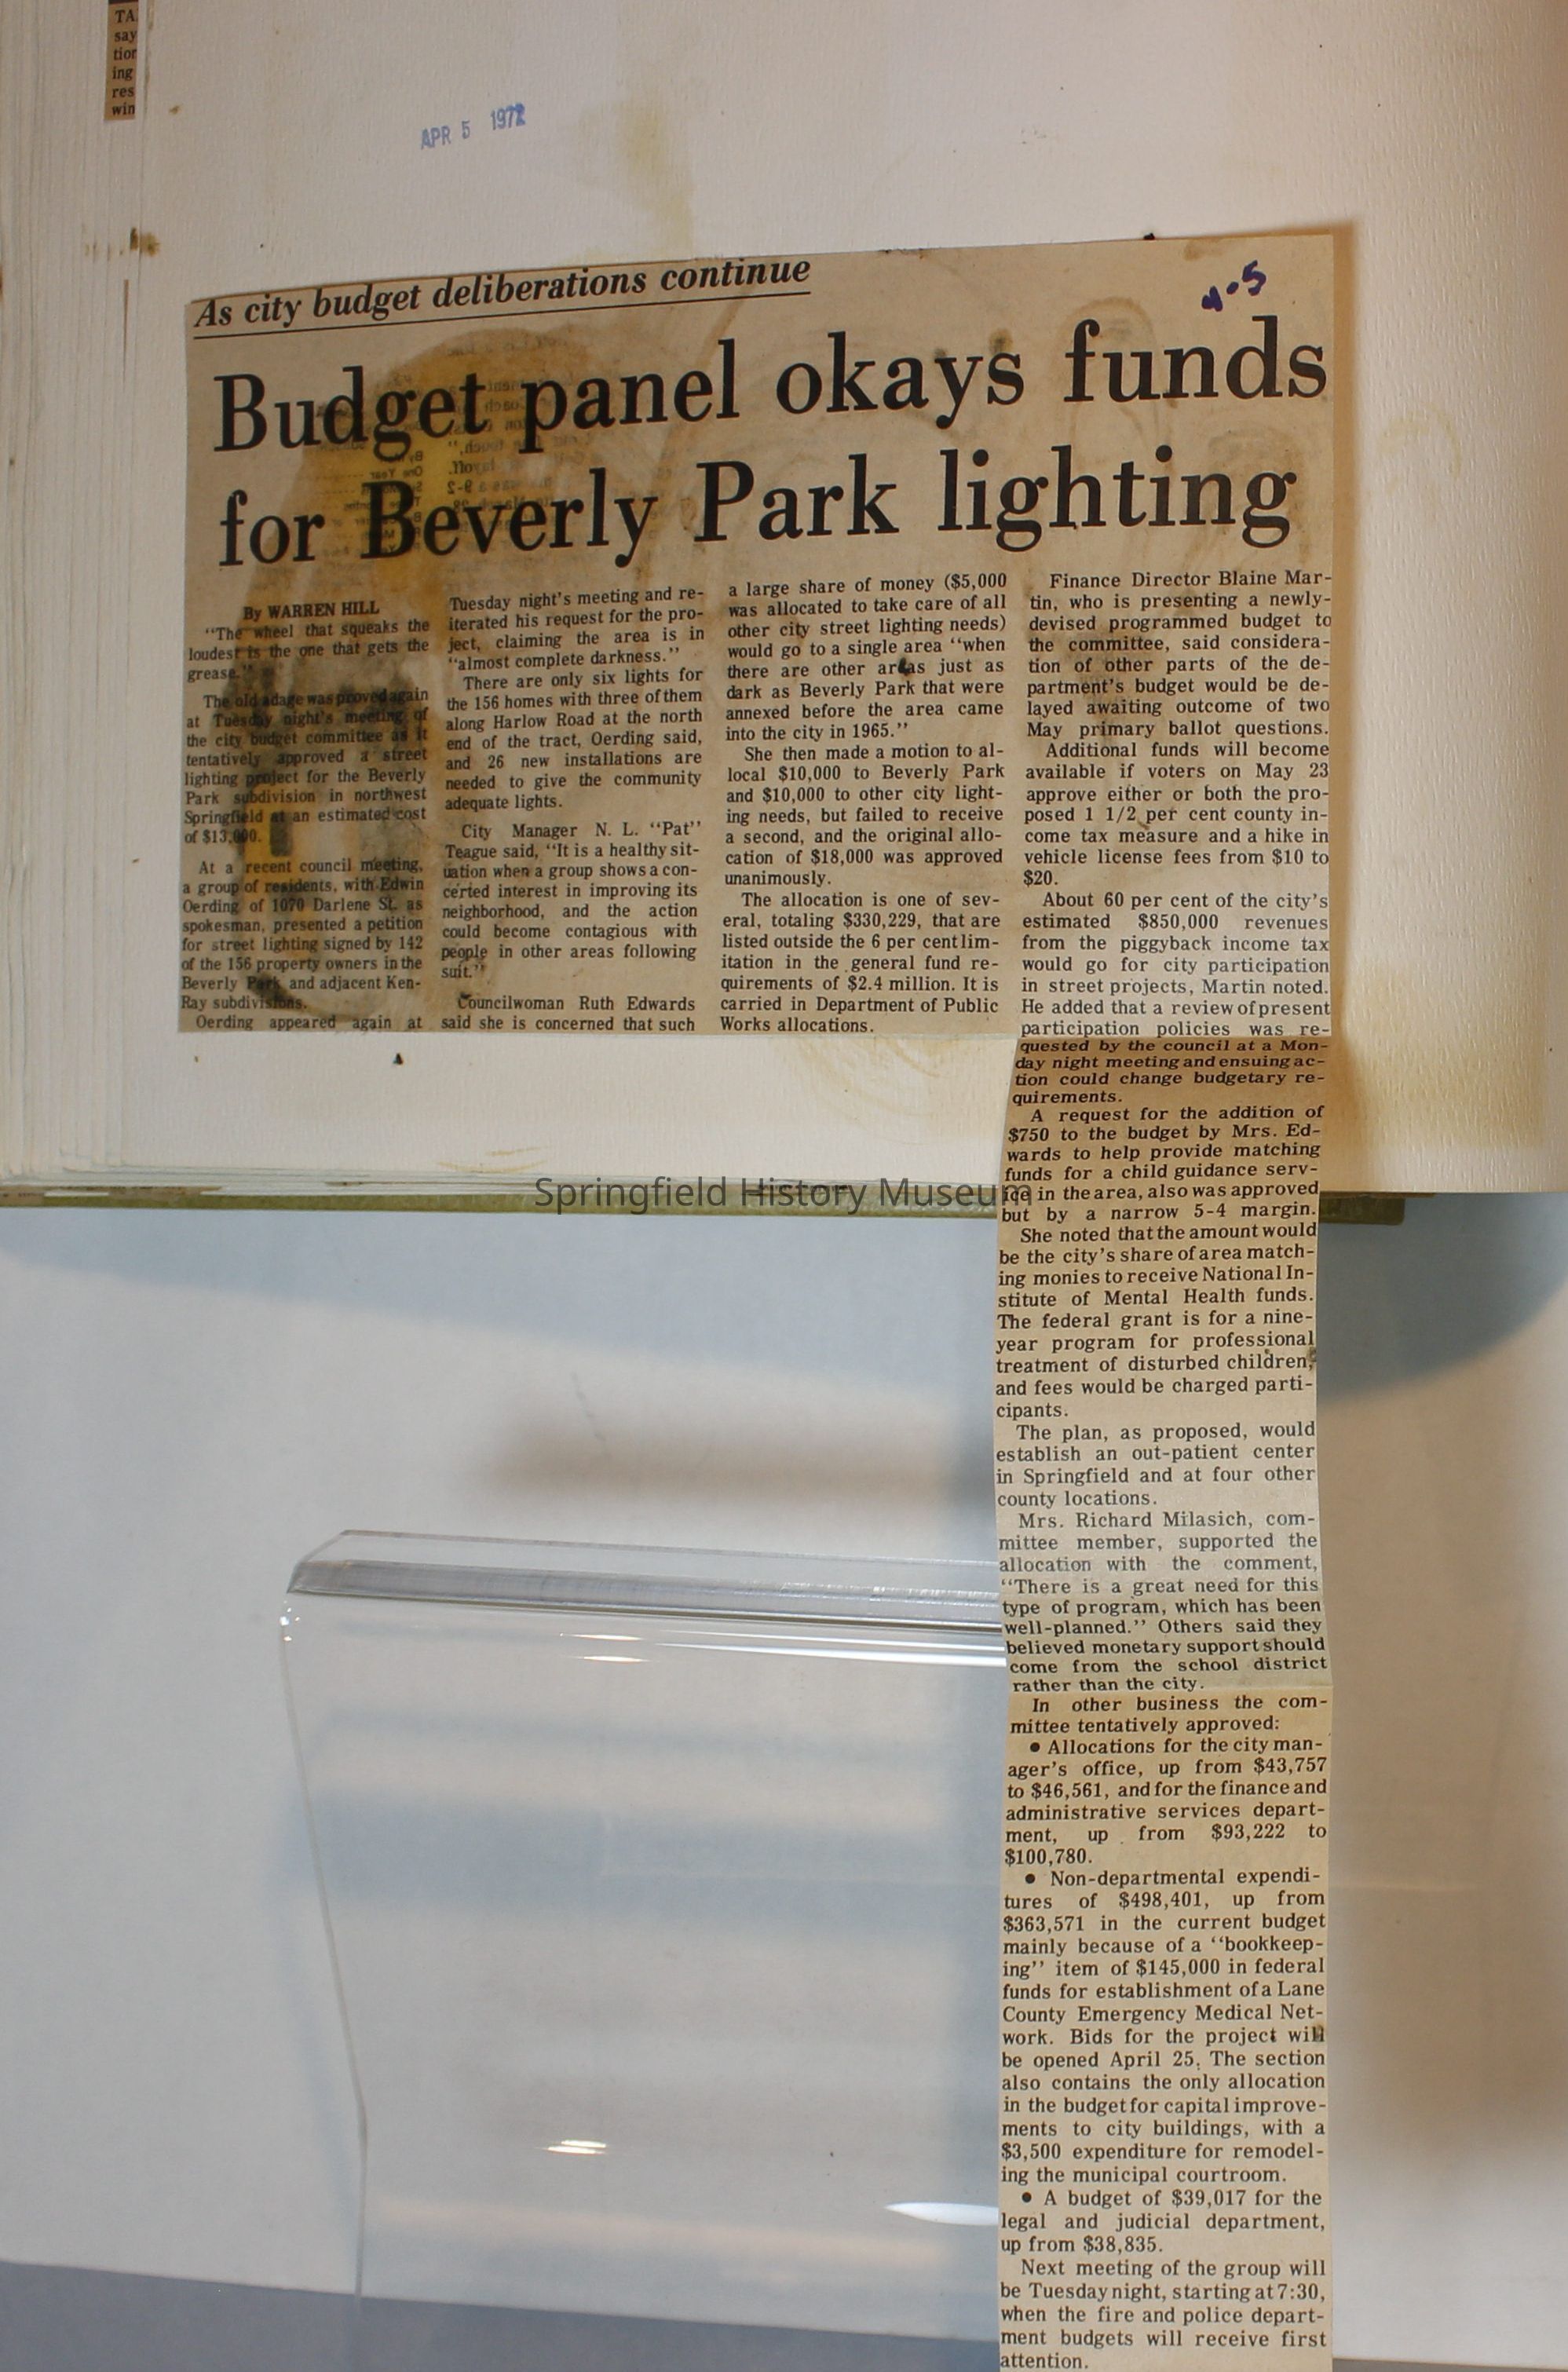 TA
say
tior
ing
res
win
APR 5 1972
4-5
As city budget deliberations continue
Budget panel okays funds
for Beverly Park lighting
By WARREN HILL
"The wheel that squeaks the
loudest is the one that gets the
grease."
The old adage was proved again
at Tuesday night's meeting of
the city budget committee as it
tentatively approved a street
lighting project for the Beverly
Park subdivision in northwest
Springfield at an estimated cost
of $13,000.
At a recent council meeting,
a group of residents, with Edwin
Oerding of 1070 Darlene St. as
spokesman, presented a petition
for street lighting signed by 142
of the 156 property owners in the
Beverly Park and adjacent Ken-
Ray subdivisions.
Oerding appeared again at
Tuesday night's meeting and re-
iterated his request for the pro-
ject, claiming the area is in
"almost complete darkness."
There are only six lights for
the 156 homes with three of them
along Harlow Road at the north
end of the tract, Oerding said,
and 26 new installations are
needed to give the community
adequate lights.
City Manager N. L. "Pat"
Teague said, "It is a healthy sit-
uation when a group shows a con-
certed interest in improving its
neighborhood, and the action
could become contagious with
people in other areas following
suit."
Councilwoman Ruth Edwards
said she is concerned that such
a large share of money ($5,000
was allocated to take care of all
other city street lighting needs)
would go to a single area "when
there are other areas just as
dark as Beverly Park that were
annexed before the area came
into the city in 1965."
She then made a motion to al-
local $10,000 to Beverly Park
and $10,000 to other city light-
ing needs, but failed to receive
a second, and the original allo-
cation of $18,000 was approved
unanimously.
The allocation is one of sev-
eral, totaling $330,229, that are
listed outside the 6 per cent lim-
itation in the general fund re-
quirements of $2.4 million. It is
carried in Department of Public
Works allocations.
Finance Director Blaine Mar-
tin, who is presenting a newly-
devised programmed budget to
the committee, said considera-
tion of other parts of the de-
partment's budget would be de-
layed awaiting outcome of two
May primary ballot questions.
Additional funds will become
available if voters on May 23
approve either or both the pro-
posed 1 1/2 per cent county in-
come tax measure and a hike in
vehicle license fees from $10 to
$20.
About 60 per cent of the city's
estimated $850,000 revenues
from the piggyback income tax
would go for city participation
in street projects, Martin noted.
He added that a review of present
participation policies was re-
quested by the council at a Mon-
day night meeting and ensuing ac-
tion could change budgetary re-
quirements.
A request for the addition of
$750 to the budget by Mrs. Ed-
wards to help provide matching
funds for a child guidance serv-
ice in the area, also was approved
but by a narrow 5-4 margin.
She noted that the amount would
be the city's share of area match-
ing monies to receive National In-
stitute of Mental Health funds.
The federal grant is for a nine-
year program for professional
treatment of disturbed children,
and fees would be charged parti-
cipants.
The plan, as proposed, would
establish an out-patient center
in Springfield and at four other
county locations.
Mrs. Richard Milasich, com-
mittee member, supported the
allocation with the comment,
"There is a great need for this
type of program, which has been
well-planned." Others said they
believed monetary support should
come from the school district
rather than the city.
In other business the com-
mittee tentatively approved:
• Allocations for the city man-
ager's office, up from $43,757
to $46,561, and for the finance and
administrative services depart-
ment, up from $93,222 to
$100,780.
• Non-departmental expendi-
tures of $498,401, up from
$363,571 in the current budget
mainly because of a "bookkeep-
ing" item of $145,000 in federal
funds for establishment of a Lane
County Emergency Medical Net-
work. Bids for the project will
be opened April 25. The section
also contains the only allocation
in the budget for capital improve-
ments to city buildings, with a
$3,500 expenditure for remodel-
ing the municipal courtroom.
• A budget of $39,017 for the
legal and judicial department,
up from $38,835.
Next meeting of the group will
be Tuesday night, starting at 7:30,
when the fire and police depart-
ment budgets will receive first
attention.
Springfield History Museum